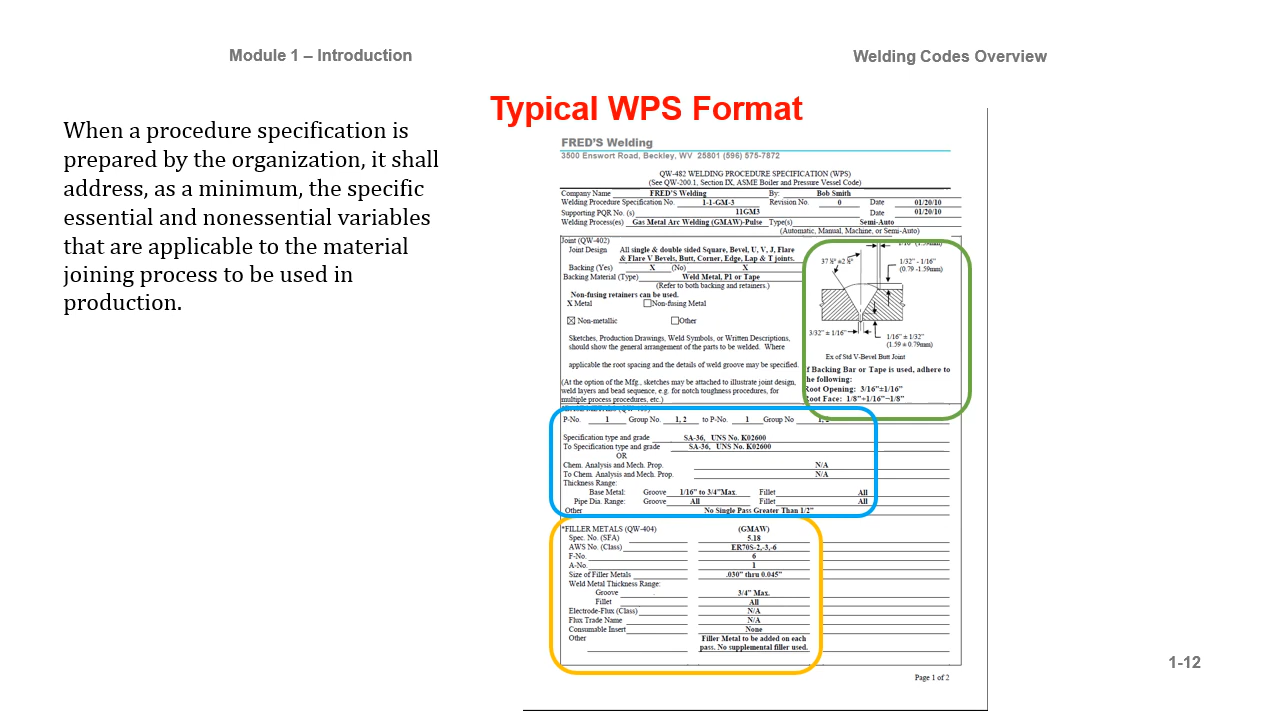 Module 1 – Introduction
Welding Codes Overview
When a procedure specification is
prepared by the organization, it shall
address, as a minimum, the specific
essential and nonessential variables
that are applicable to the material
joining process to be used in
production.
Typical WPS Format
FRED'S Welding
3500 Enswort Road, Beckley, WV 25801 (596) 575-7872
QW-482 WELDING PROCEDURE SPECIFICATION (WPS)
(See QW-200.1, Section IX, ASME Boiler and Pressure Vessel Code)
Company Name FRED'S Welding By: Bob Smith
Welding Procedure Specification No. 1-1-GM-3 Revision No. 0 Date 01/20/10
Supporting PQR No. (s) 11GM3 Date 01/20/10
Welding Process(es) Gas Metal Arc Welding (GMAW)-Pulse Type(s) Semi-Auto
(Automatic, Manual, Machine, or Semi-Auto)
Joint (QW-402)
Joint Design All single & double sided Square, Bevel, U, V, J, Flare
& Flare V Bevels, Butt, Corner, Edge, Lap & T joints.
Backing (Yes) X (No) X
Backing Material (Type) Weld Metal, P1 or Tape
(Refer to both backing and retainers.)
Non-fusing retainers can be used.
X Metal Non-fusing Metal
Non-metallic Other
Sketches, Production Drawings, Weld Symbols, or Written Descriptions,
should show the general arrangement of the parts to be welded. Where
applicable the root spacing and the details of weld groove may be specified.
(At the option of the Mfg., sketches may be attached to illustrate joint design,
weld layers and bead sequence, e.g. for notch toughness procedures, for
multiple process procedures, etc.)
1/32" - 1/16"
(0.79 -1.59mm)
3/32" ± 1/16"
1/16" ± 1/32"
(1.59 ± 0.79mm)
Ex of Std V-Bevel Butt Joint
f Backing Bar or Tape is used, adhere to
he following:
Root Opening: 3/16"±1/16"
Root Face: 1/8"+1/16"~1/8"
P-No. 1 Group No. 1, 2 to P-No. 1 Group No 1, 2
Specification type and grade SA-36, UNS No. K02600
To Specification type and grade SA-36, UNS No. K02600
OR
Chem. Analysis and Mech. Prop. N/A
To Chem. Analysis and Mech. Prop. N/A
Thickness Range:
Base Metal: Groove 1/16" to 3/4"Max. Fillet All
Pipe Dia. Range: Groove All Fillet All
Other No Single Pass Greater Than 1/2"
*FILLER METALS (QW-404) (GMAW)
Spec. No. (SFA) 5.18
AWS No. (Class) ER70S-2,-3,-6
F-No. 6
A-No. 1
Size of Filler Metals .030" thru 0.045"
Weld Metal Thickness Range:
Groove 3/4" Max.
Fillet All
Electrode-Flux (Class) N/A
Flux Trade Name N/A
Consumable Insert None
Other Filler Metal to be added on each
pass. No supplemental filler used.
Page 1 of 2
1-12